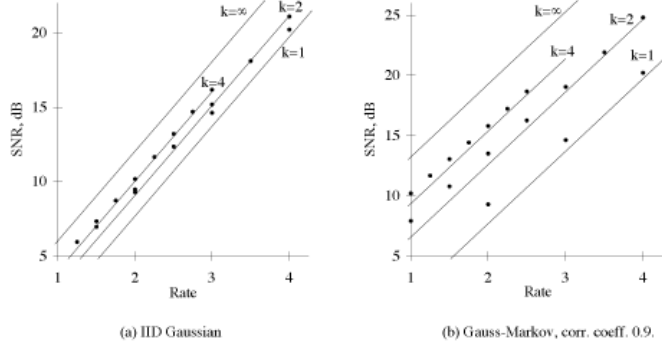 k=∞
k=2
20
k=1
k=4
15
SNR, dB
10
5
1
2
3
4
Rate
(a) IID Gaussian
25
k=∞
k=2
k=4
k=1
20
SNR, dB
15
10
5
1
2
3
4
Rate
(b) Gauss-Markov, corr. coeff. 0.9.